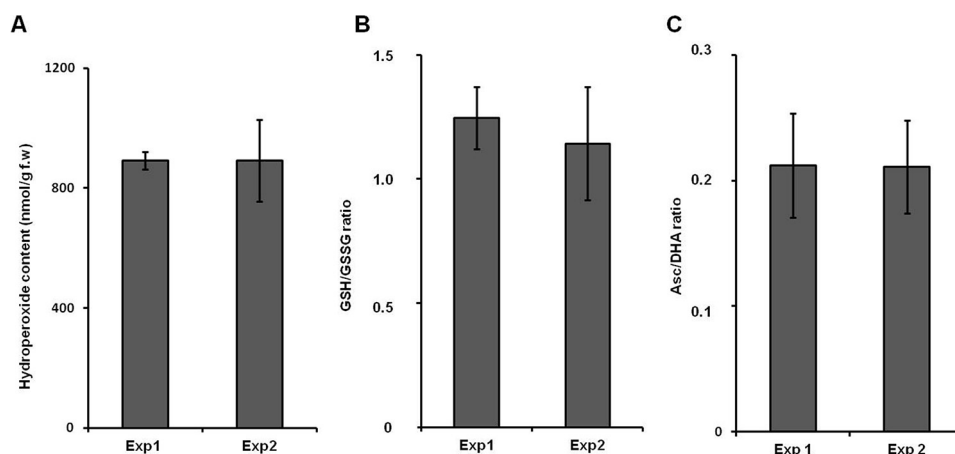 A
Hydroperoxide content (nmol/g f.w)
1200
800
400
0
Exp1 Exp2
B
GSH/GSSG ratio
1.5
1.0
0.5
0
Exp1 Exp2
C
Asc/DHA ratio
0.3
0.2
0.1
0
Exp 1 Exp 2